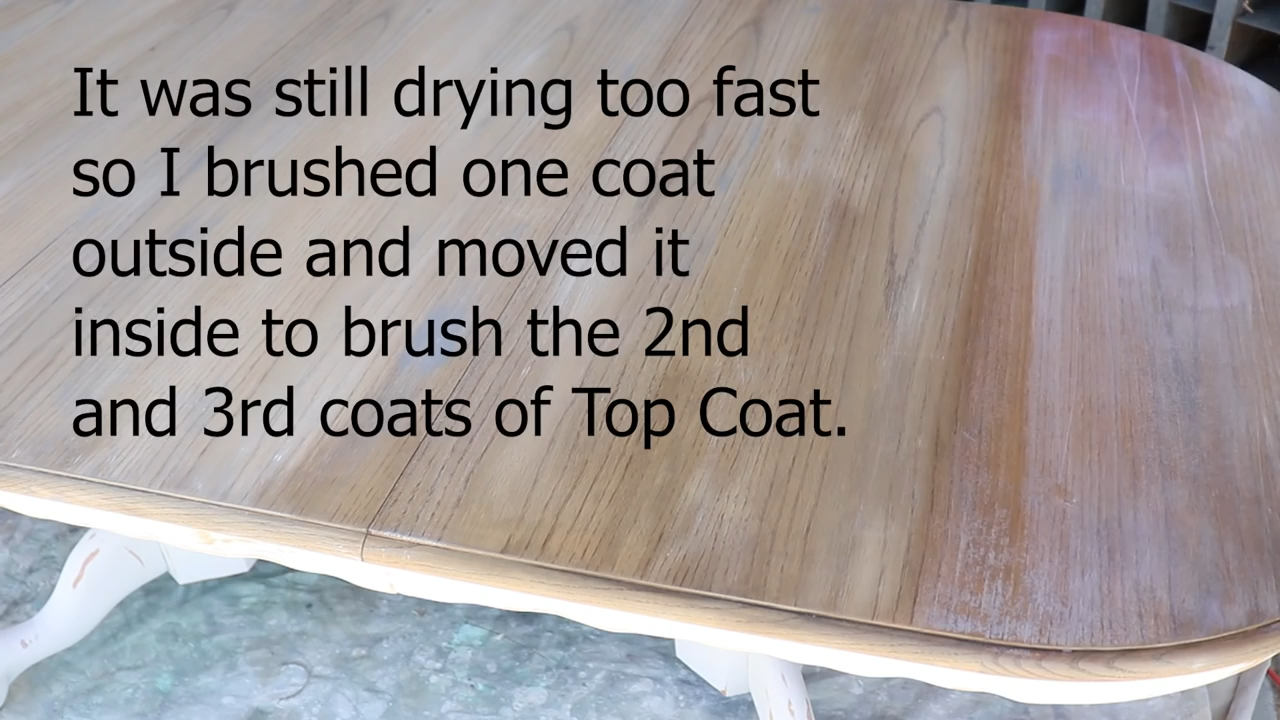 It was still drying too fast
so I brushed one coat
outside and moved it
inside to brush the 2nd
and 3rd coats of Top Coat.